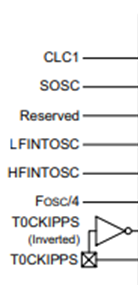 CLC1
SOSC
Reserved
LFINTOSC
HFINTOSC
Fosc/4
T0CKIPPS
(Inverted)
T0CKIPPS